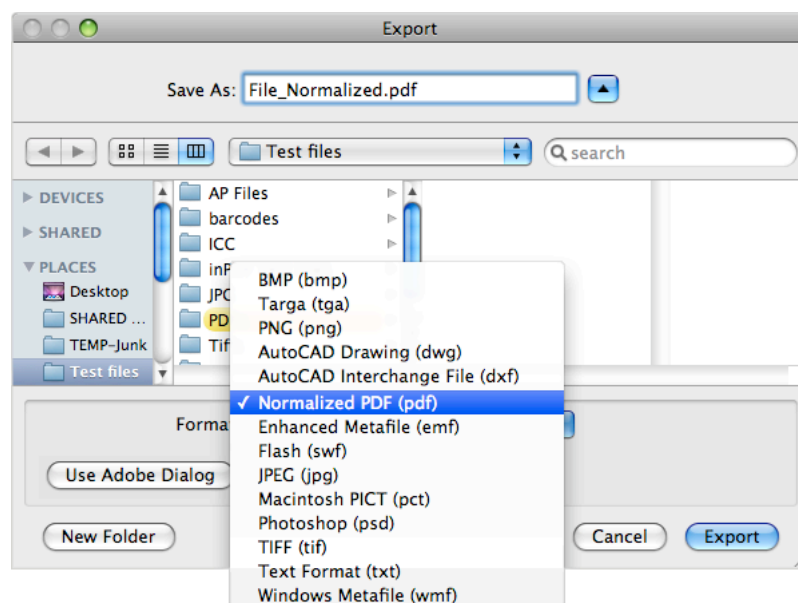 Export
Save As: File_Normalized.pdf
Test files
search
DEVICES
SHARED
PLACES
Desktop
SHARED ...
TEMP-Junk
Test files
AP Files
barcodes
ICC
BMP (bmp)
Targa (tga)
PNG (png)
AutoCAD Drawing (dwg)
AutoCAD Interchange File (dxf)
✓ Normalized PDF (pdf)
Enhanced Metafile (emf)
Flash (swf)
JPEG (jpg)
Macintosh PICT (pct)
Photoshop (psd)
TIFF (tif)
Text Format (txt)
Windows Metafile (wmf)
Use Adobe Dialog
New Folder
Cancel
Export